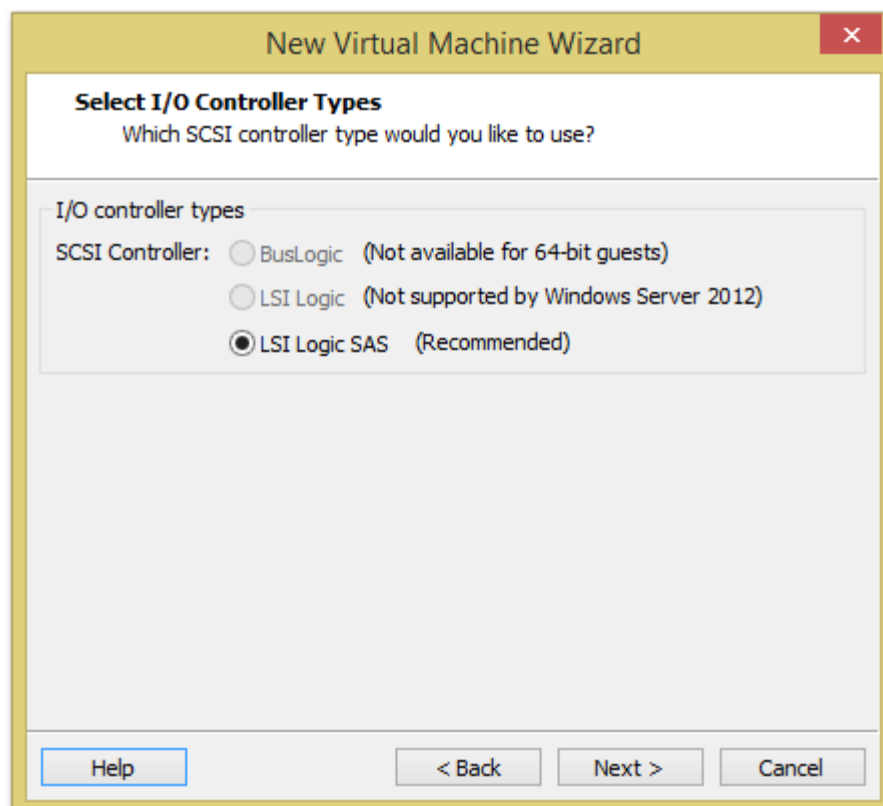 New Virtual Machine Wizard
Select I/O Controller Types
Which SCSI controller type would you like to use?
I/O controller types
SCSI Controller: BusLogic (Not available for 64-bit guests)
LSI Logic (Not supported by Windows Server 2012)
LSI Logic SAS (Recommended)
Help < Back Next > Cancel